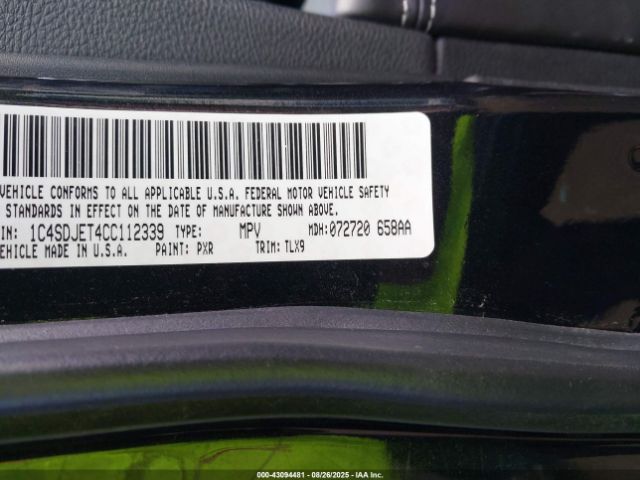 VEHICLE CONFORMS TO ALL APPLICABLE U.S.A. FEDERAL MOTOR VEHICLE SAFETY
STANDARDS IN EFFECT ON THE DATE OF MANUFACTURE SHOWN ABOVE.
IN: 1C4SDJET4CC112339 TYPE: MPV MDH:072720 658AA
EHICLE MADE IN U.S.A. PAINT: PXR TRIM: TLX9
000-43094481 - 08/26/2025 - IAA Inc.